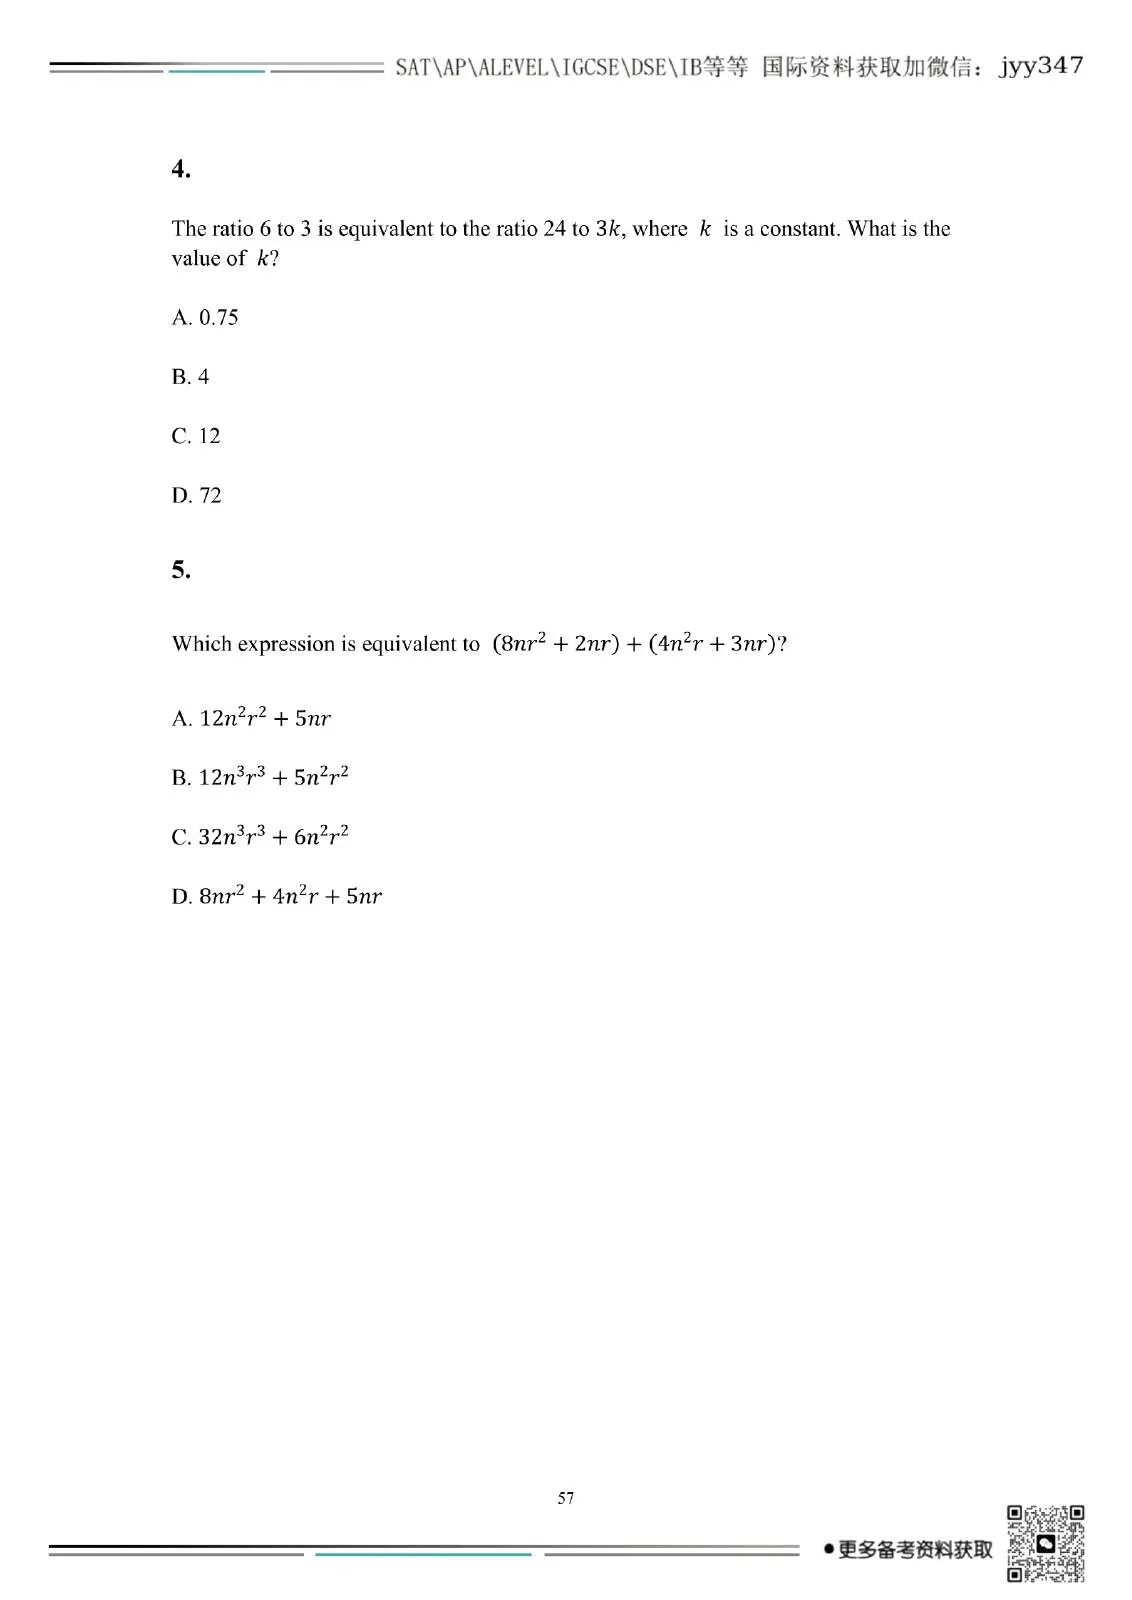 SAT\AP\ALEVEL\IGCSE\DSE\IB等等 国际资料获取加微信： jyy347
4.
The ratio 6 to 3 is equivalent to the ratio 24 to 3k, where k is a constant. What is the
value of k?
A. 0.75
B. 4
C. 12
D. 72
5.
Which expression is equivalent to (8nr² + 2nr) + (4n²r + 3nr)?
A. 12n²r² + 5nr
B. 12n³r³ + 5n²r²
C. 32n³r³ + 6n²r²
D. 8nr² + 4n²r + 5nr
57
●更多备考资料获取